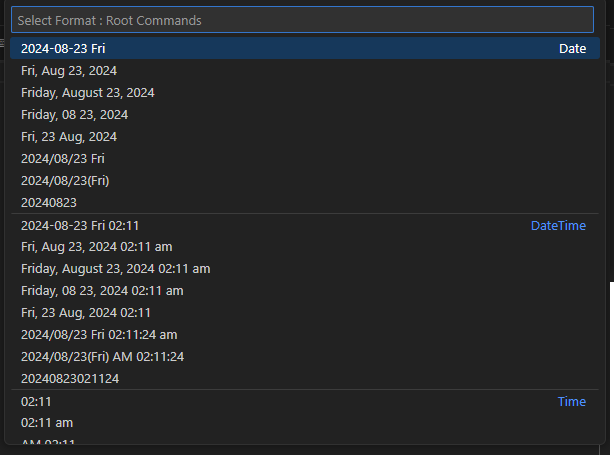 Select Format : Root Commands
2024-08-23 Fri Date
Fri, Aug 23, 2024
Friday, August 23, 2024
Friday, 08 23, 2024
Fri, 23 Aug, 2024
2024/08/23 Fri
2024/08/23(Fri)
20240823
2024-08-23 Fri 02:11 DateTime
Fri, Aug 23, 2024 02:11 am
Friday, August 23, 2024 02:11 am
Friday, 08 23, 2024 02:11 am
Fri, 23 Aug, 2024 02:11
2024/08/23 Fri 02:11:24 am
2024/08/23(Fri) AM 02:11:24
20240823021124
02:11 Time
02:11 am
AM 02:11